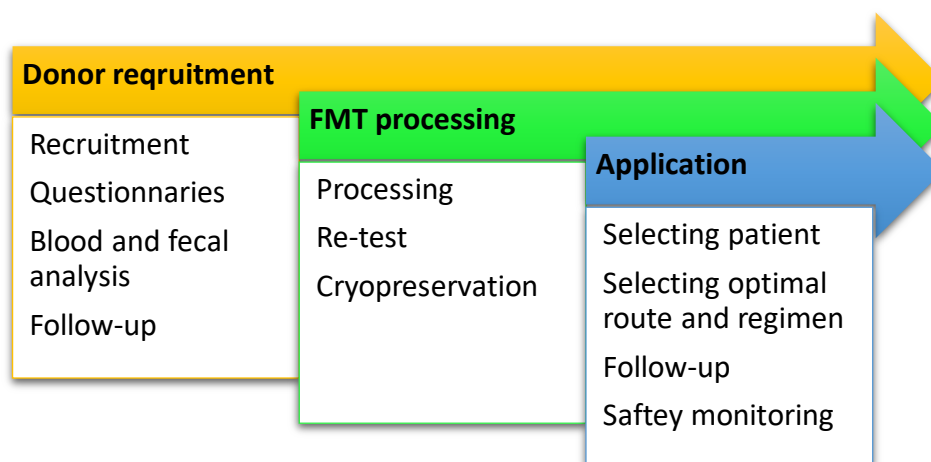 Donor reqruitment
Recruitment
Questionnaries
Blood and fecal
analysis
Follow-up
FMT processing
Processing
Re-test
Cryopreservation
Application
Selecting patient
Selecting optimal
route and regimen
Follow-up
Saftey monitoring